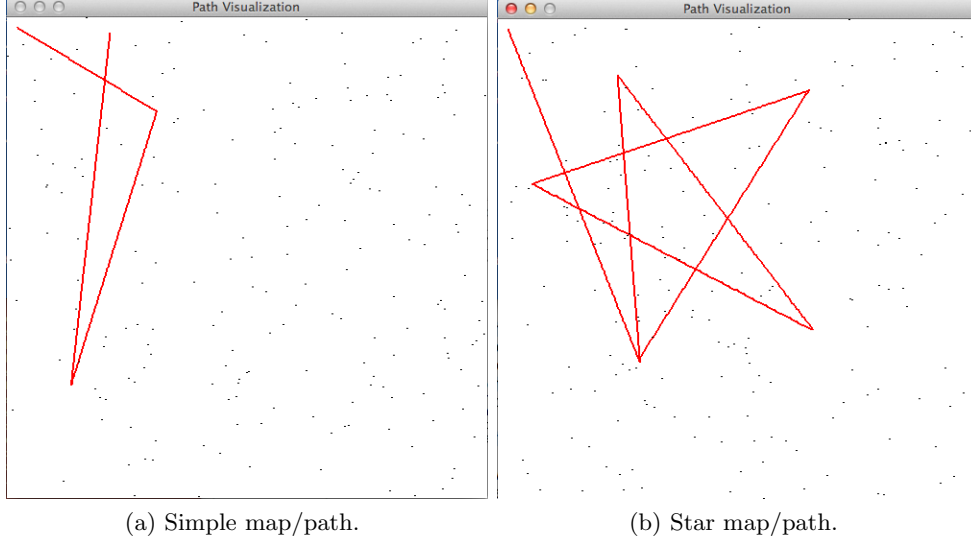 Path Visualization
Path Visualization
(a) Simple map/path.
(b) Star map/path.